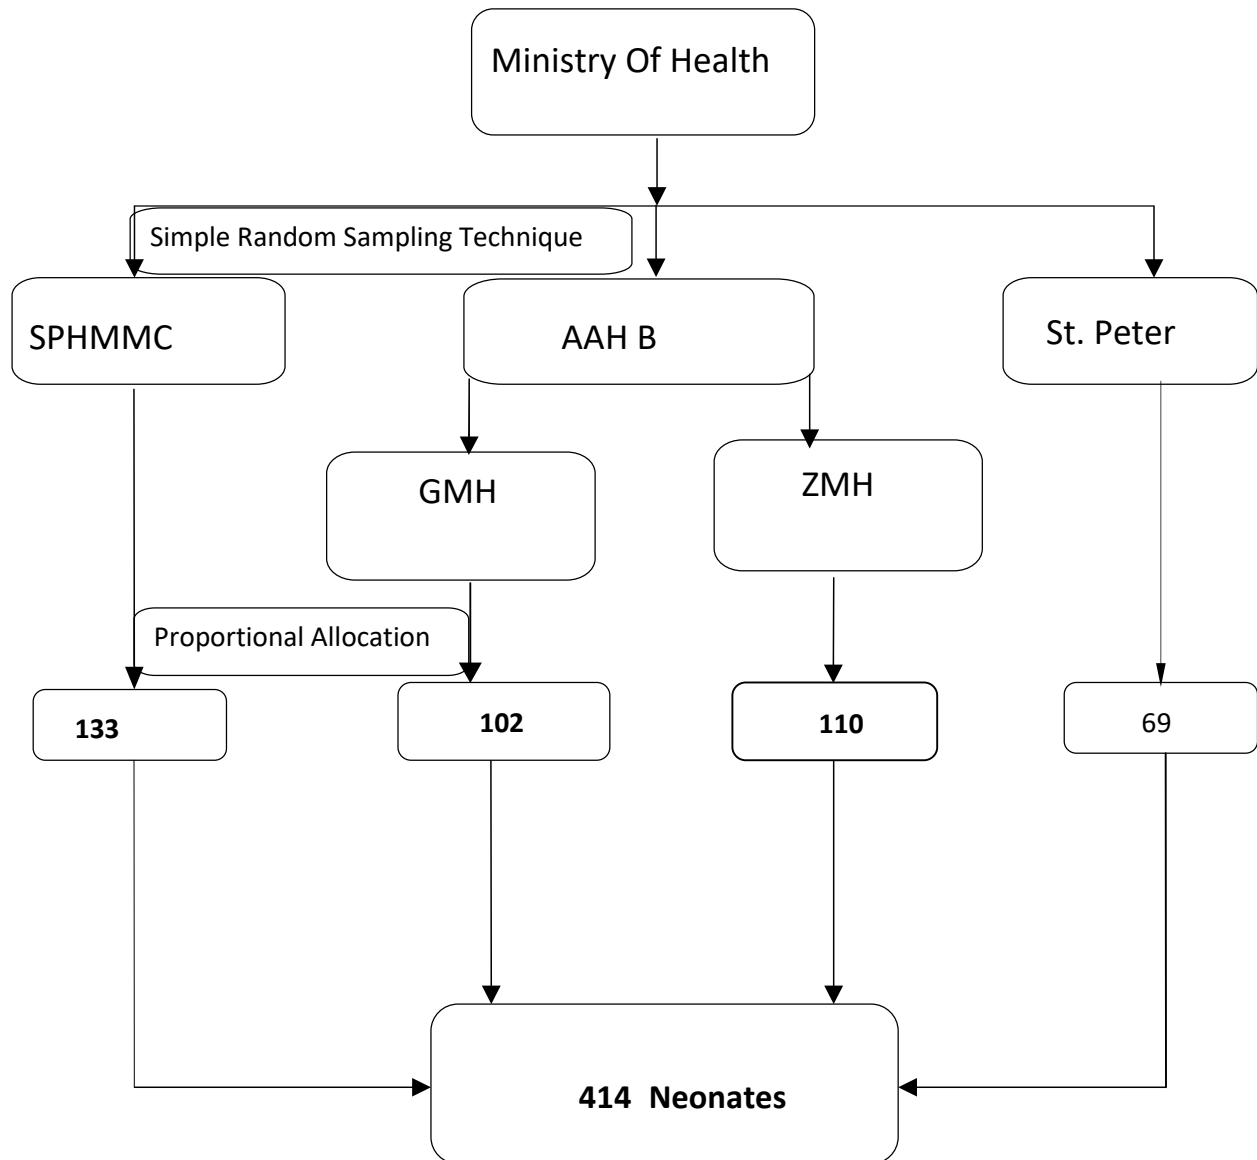 Ministry Of Health
Simple Random Sampling Technique
SPHMMC
AAH B
St. Peter
GMH
ZMH
Proportional Allocation
133
102
110
69
414 Neonates